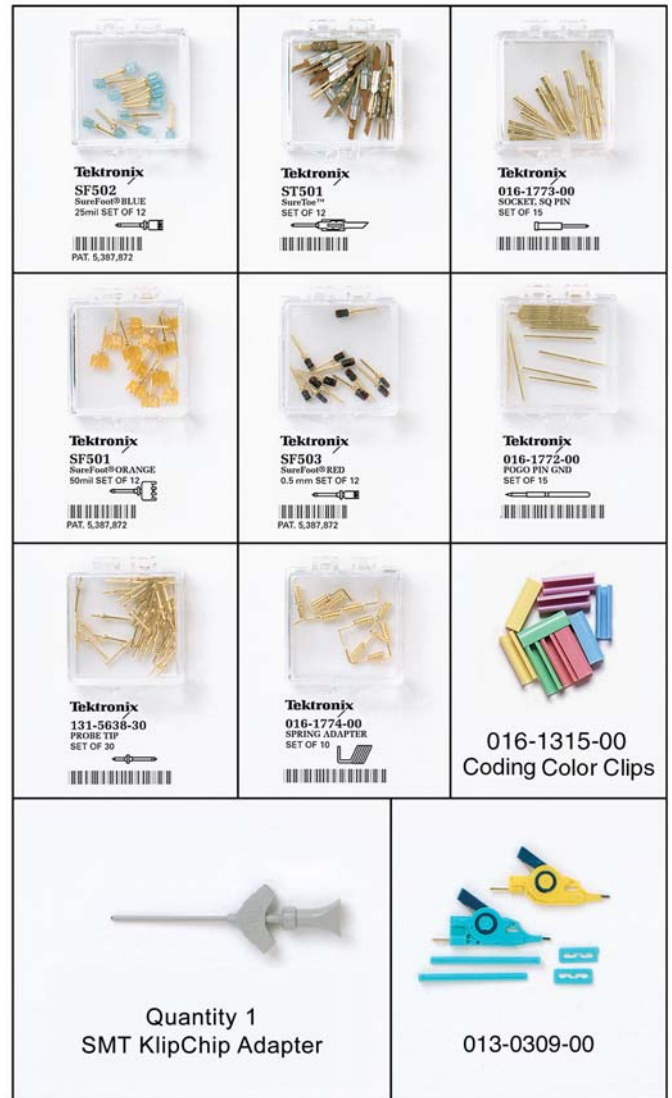 Tektronix
SF502
SureFoot®BLUE
25mil SET OF 12
PAT. 5,387,872
Tektronix
ST501
SureToe™
SET OF 12
Tektronix
016-1773-00
SOCKET, SQ PIN
SET OF 15
Tektronix
SF501
SureFoot®ORANGE
50mil SET OF 12
PAT. 5,387,872
Tektronix
SF503
SureFoot®RED
0.5 mm SET OF 12
PAT. 5,387,872
Tektronix
016-1772-00
POGO PIN GND
SET OF 15
Tektronix
131-5638-30
PROBE TIP
SET OF 30
Tektronix
016-1774-00
SPRING ADAPTER
SET OF 10
016-1315-00
Coding Color Clips
Quantity 1
SMT KlipChip Adapter
013-0309-00